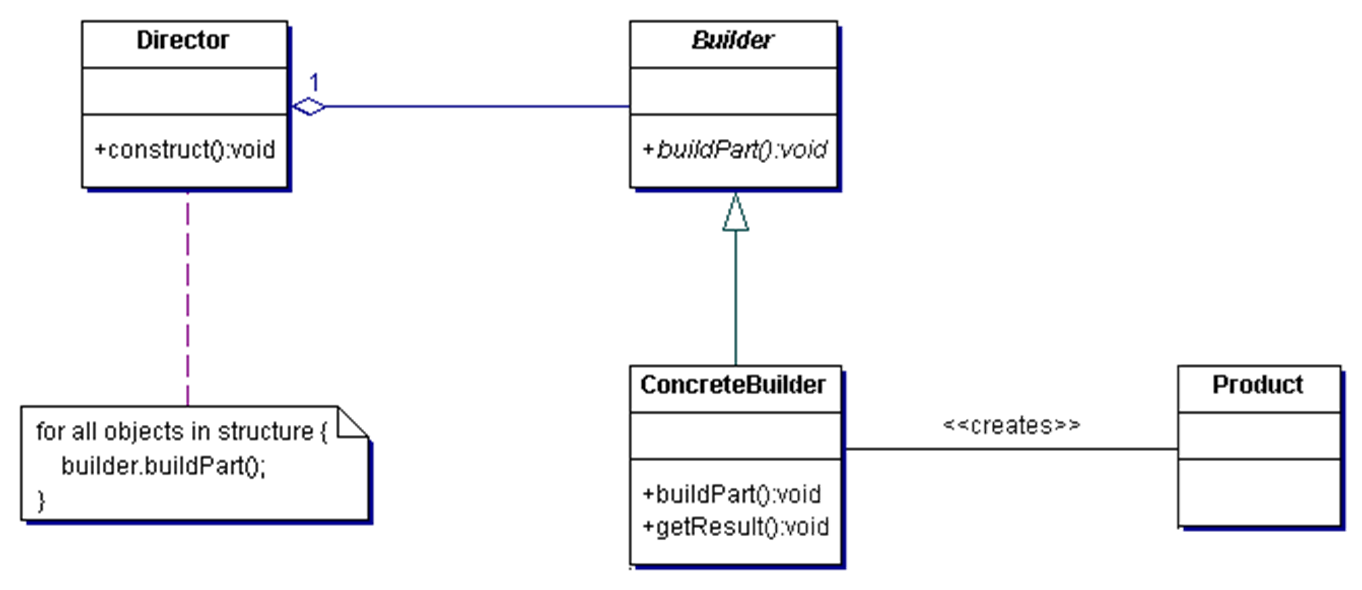 Director
+construct():void
1
Builder
+buildPart():void
for all objects in structure {
builder.buildPart();
}
ConcreteBuilder
+buildPart():void
+getResult():void
<<creates>>
Product